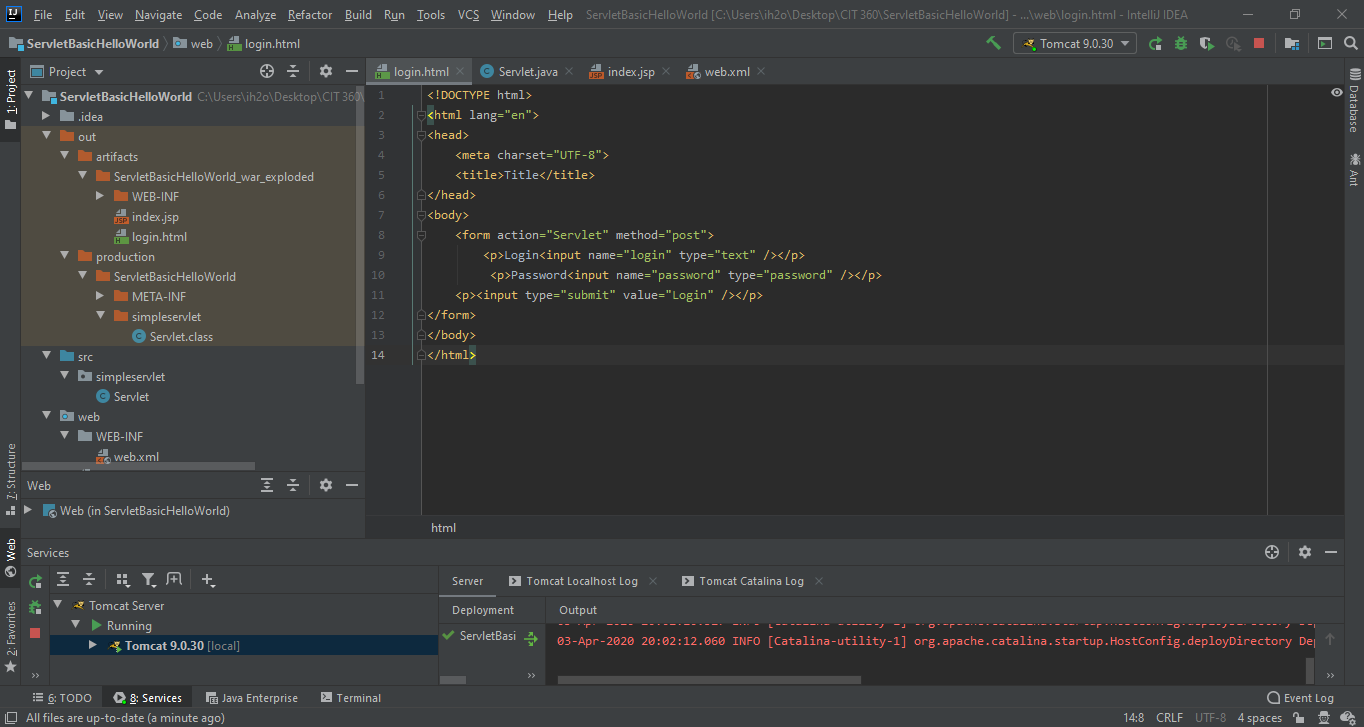 File Edit View Navigate Code Analyze Refactor Build Run Tools VCS Window Help ServletBasicHelloWorld [C:\Users\ih2o\Desktop\CIT 360\ServletBasicHelloWorld] - ...\web\login.html - IntelliJ IDEA
ServletBasicHelloWorld web login.html Tomcat 9.0.30
1: Project
Project
login.html Servlet.java index.jsp web.xml
ServletBasicHelloWorld C:\Users\ih2o\Desktop\CIT 360\
.idea
out
artifacts
ServletBasicHelloWorld_war_exploded
WEB-INF
index.jsp
login.html
production
ServletBasicHelloWorld
META-INF
simpleservlet
Servlet.class
src
simpleservlet
Servlet
web
WEB-INF
web.xml
1 <!DOCTYPE html>
2 <html lang="en">
3 <head>
4 <meta charset="UTF-8">
5 <title>Title</title>
6 </head>
7 <body>
8 <form action="Servlet" method="post">
9 <p>Login<input name="login" type="text" /></p>
10 <p>Password<input name="password" type="password" /></p>
11 <p><input type="submit" value="Login" /></p>
12 </form>
13 </body>
14 </html>
html
Database
Ant
7: Structure
Web
2: Favorites
Web
Web (in ServletBasicHelloWorld)
Services
Tomcat Server
Running
Tomcat 9.0.30 [local]
Server Tomcat Localhost Log Tomcat Catalina Log
Deployment Output
ServletBasi
03-Apr-2020 20:02:12.060 INFO [Catalina-utility-1] org.apache.catalina.startup.HostConfig.deployDirectory De
6: TODO 8: Services Java Enterprise Terminal Event Log
All files are up-to-date (a minute ago) 14:8 CRLF UTF-8 4 spaces